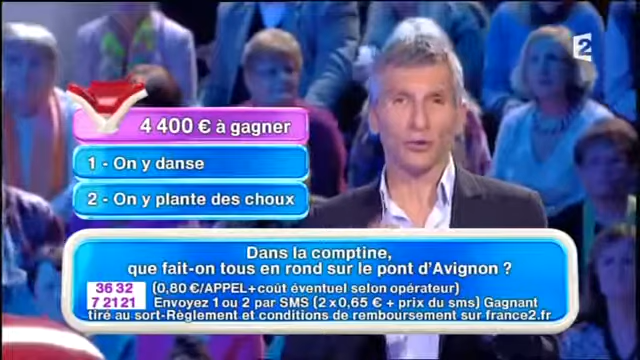 2
4 400 € à gagner
1 - On y danse
2 - On y plante des choux
Dans la comptine,
que fait-on tous en rond sur le pont d'Avignon ?
36 32 (0,80 €/APPEL+coût éventuel selon opérateur)
7 21 21 Envoyez 1 ou 2 par SMS (2 x 0,65 € + prix du sms) Gagnant
tiré au sort-Règlement et conditions de remboursement sur france2.fr